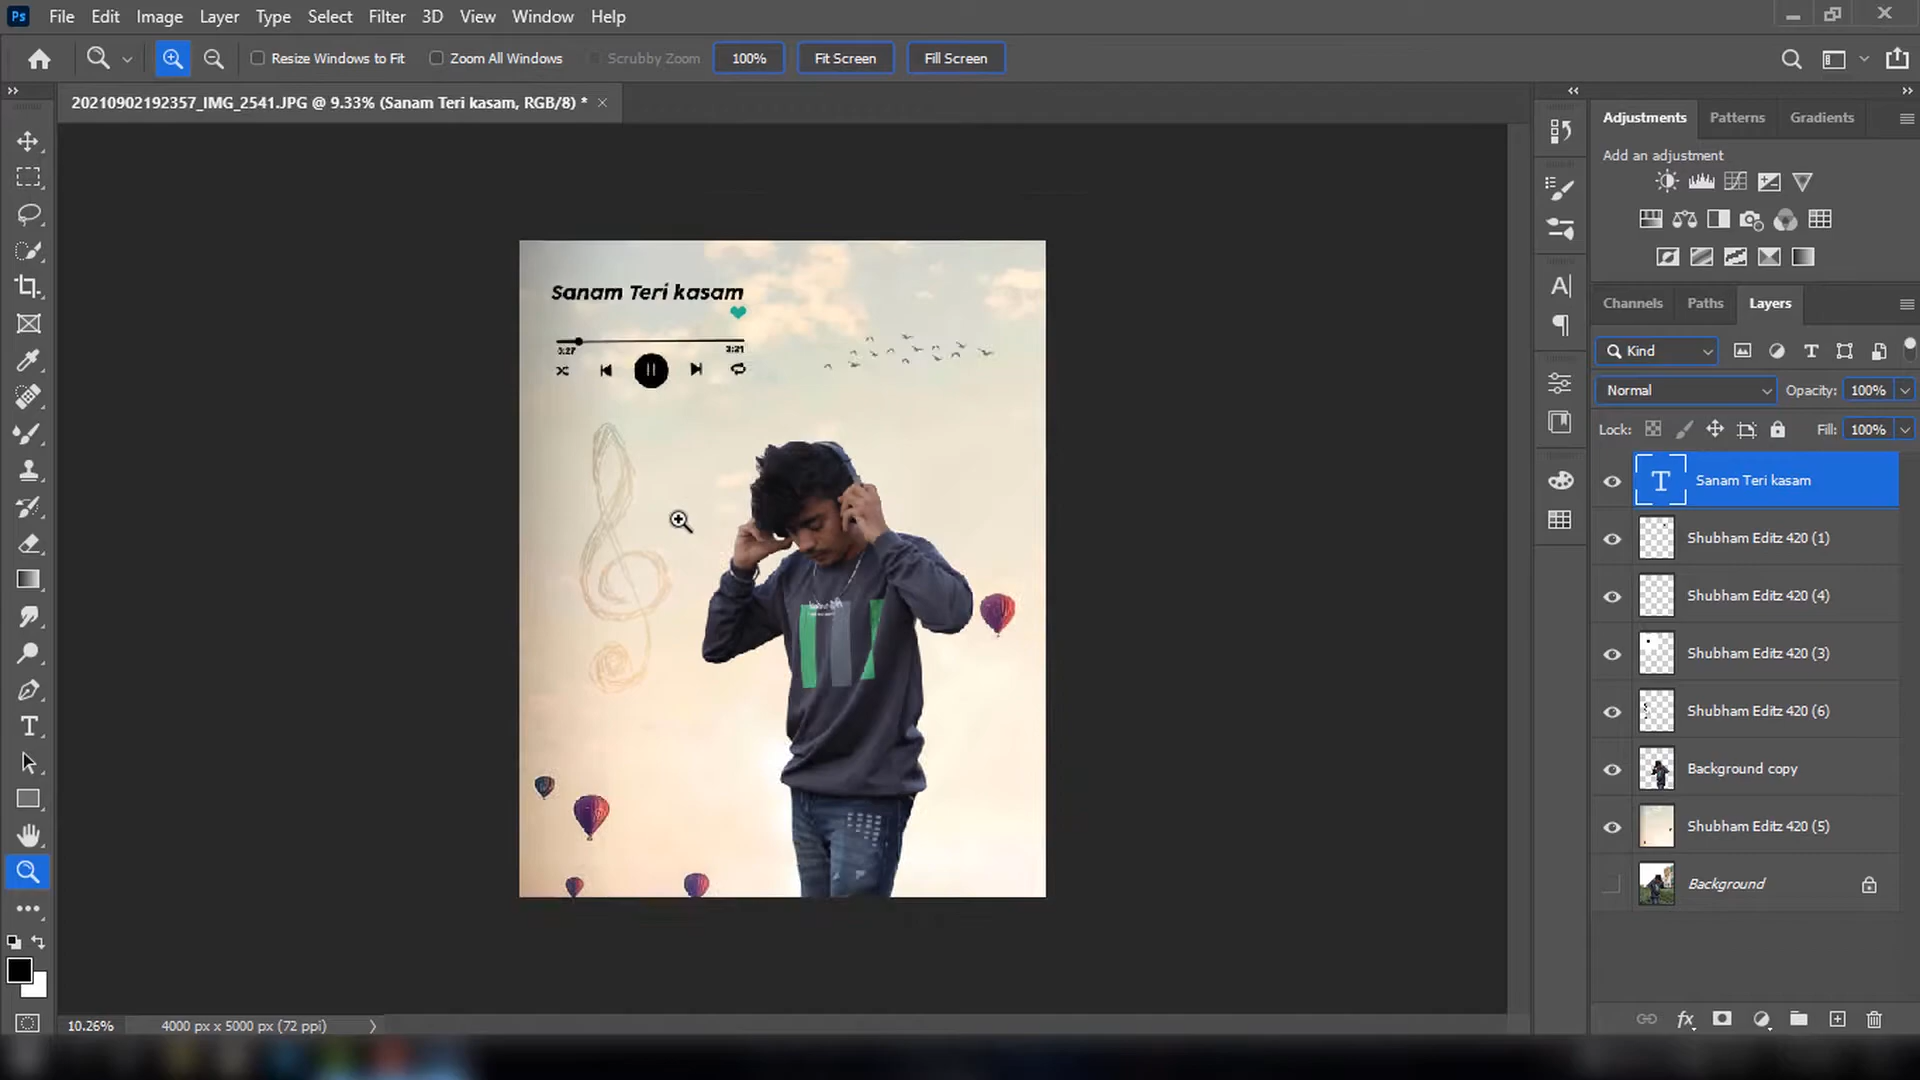 Ps File Edit Image Layer Type Select Filter 3D View Window Help
Resize Windows to Fit Zoom All Windows Scrubby Zoom 100% Fit Screen Fill Screen
20210902192357_IMG_2541.JPG @ 9.33% (Sanam Teri kasam, RGB/8) *
Adjustments Patterns Gradients
Add an adjustment
Channels Paths Layers
Kind
Normal Opacity: 100%
Lock: Fill: 100%
Sanam Teri kasam
Shubham Editz 420 (1)
Shubham Editz 420 (4)
Shubham Editz 420 (3)
Shubham Editz 420 (6)
Background copy
Shubham Editz 420 (5)
Background
Sanam Teri kasam
0:27 3:21
10.26% 4000 px x 5000 px (72 ppi)